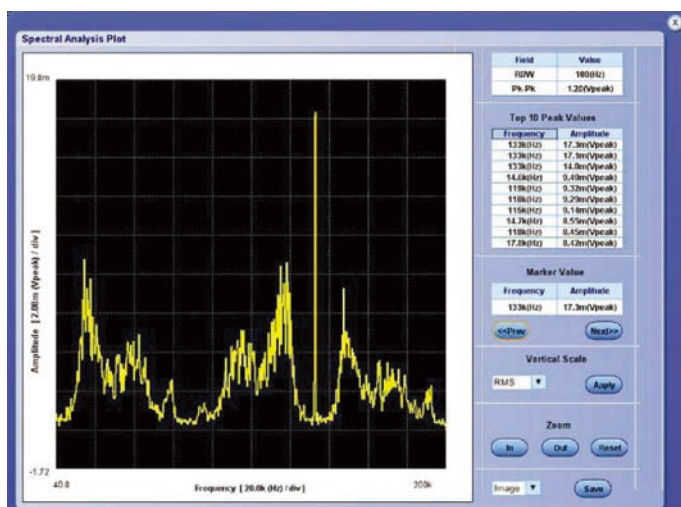 X
Spectral Analysis Plot
19.8m
Amplitude [ 2.08m (Vpeak) / div ]
-1.72
40.0
Frequency [ 20.0k (Hz) / div ]
200k
Field Value
RBW 100(Hz)
Pk-Pk 1.20(Vpeak)
Top 10 Peak Values
Frequency Amplitude
133k(Hz) 17.3m(Vpeak)
133k(Hz) 17.1m(Vpeak)
133k(Hz) 14.8m(Vpeak)
14.6k(Hz) 9.49m(Vpeak)
119k(Hz) 9.32m(Vpeak)
118k(Hz) 9.29m(Vpeak)
115k(Hz) 9.14m(Vpeak)
14.7k(Hz) 8.55m(Vpeak)
118k(Hz) 8.45m(Vpeak)
17.8k(Hz) 8.42m(Vpeak)
Marker Value
Frequency Amplitude
133k(Hz) 17.3m(Vpeak)
<<Prev Next>>
Vertical Scale
RMS Apply
Zoom
In Out Reset
Image Save